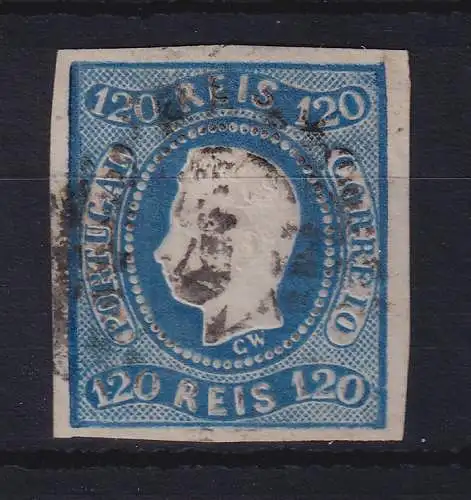 120 REIS 120
PORTUGAL
CORREIO
CW
120 REIS 120